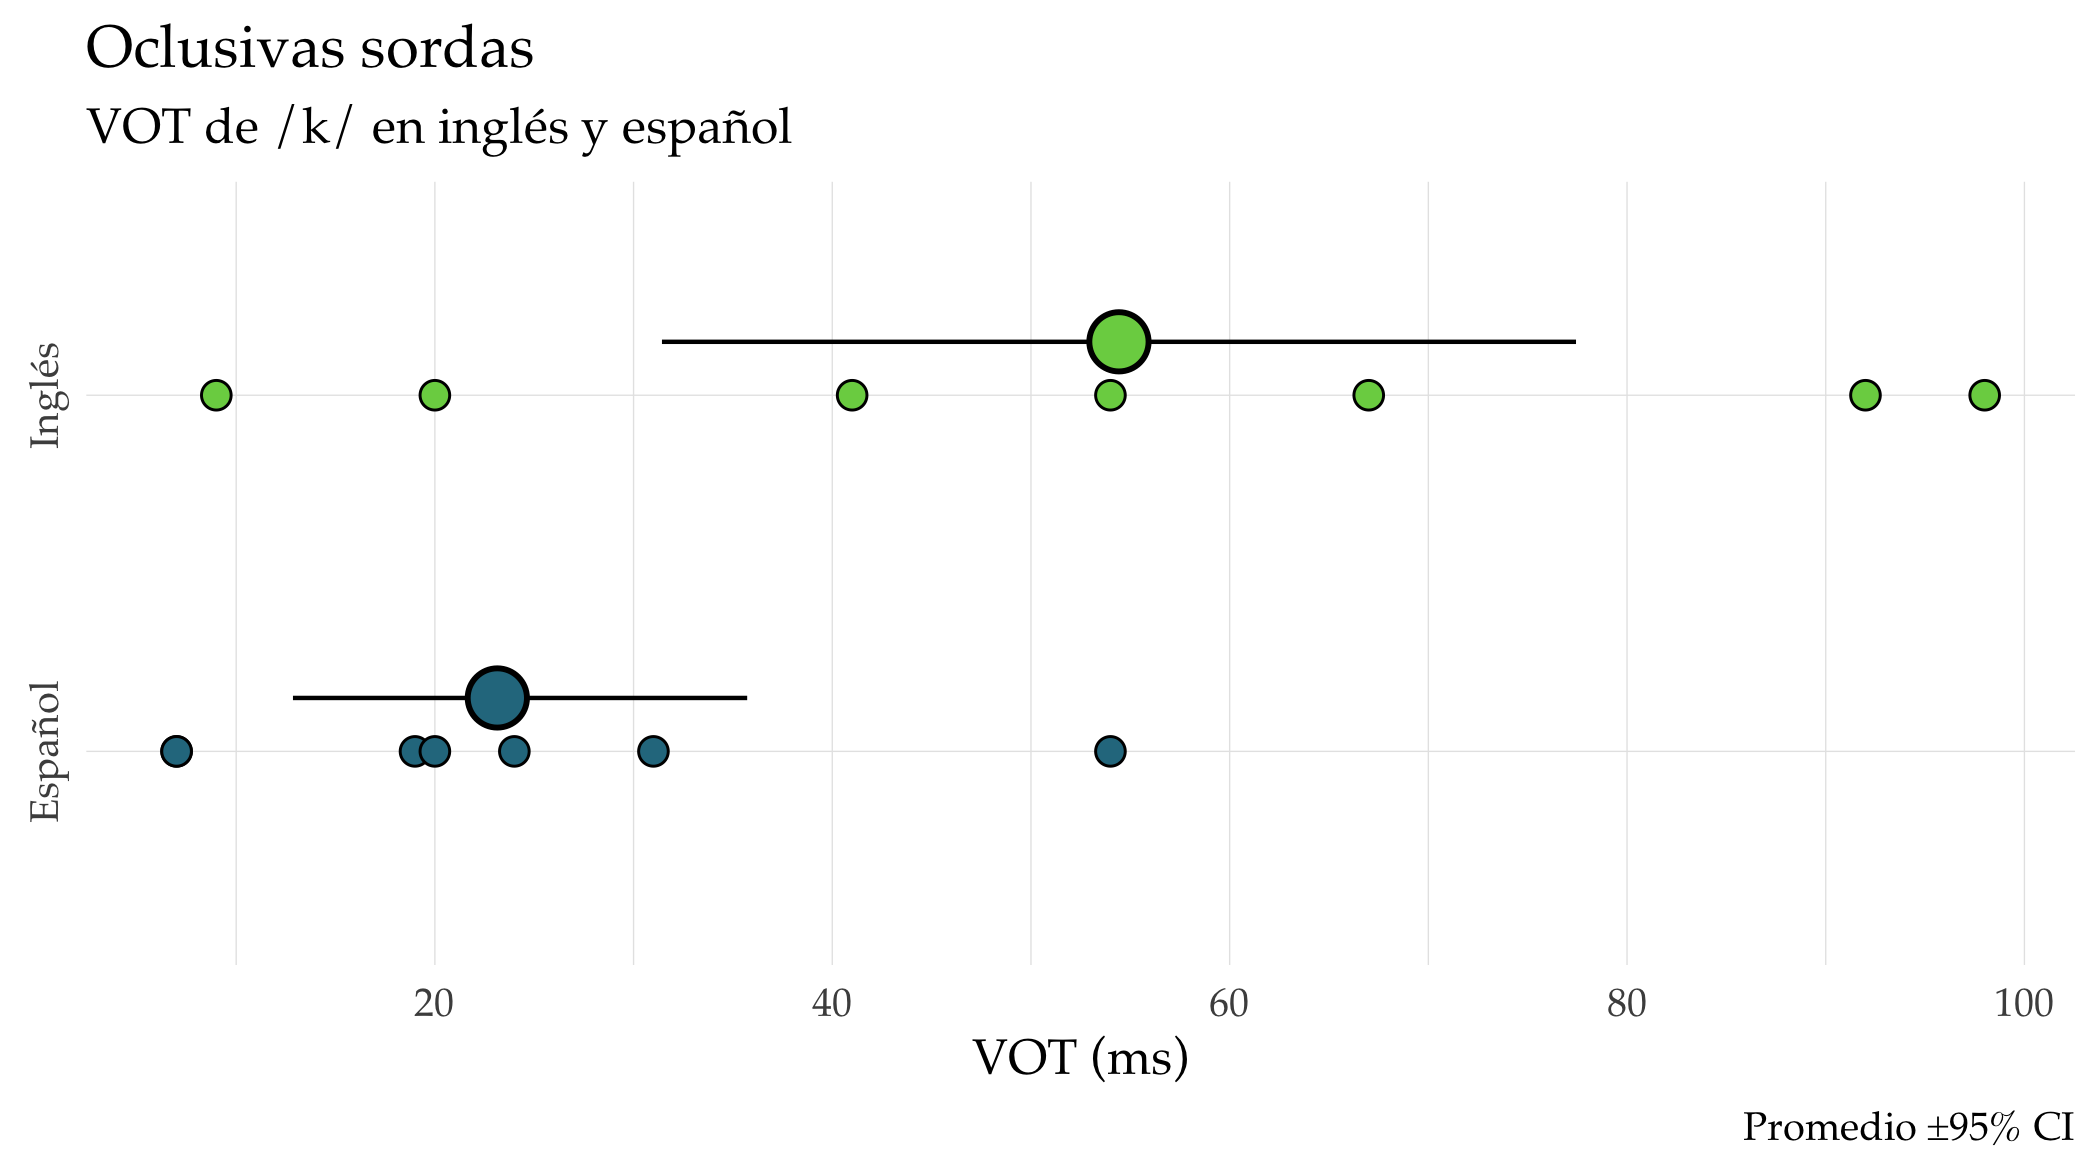 Oclusivas sordas
VOT de /k/ en inglés y español
Inglés
Español
20 40 60 80 100
VOT (ms)
Promedio ±95% CI